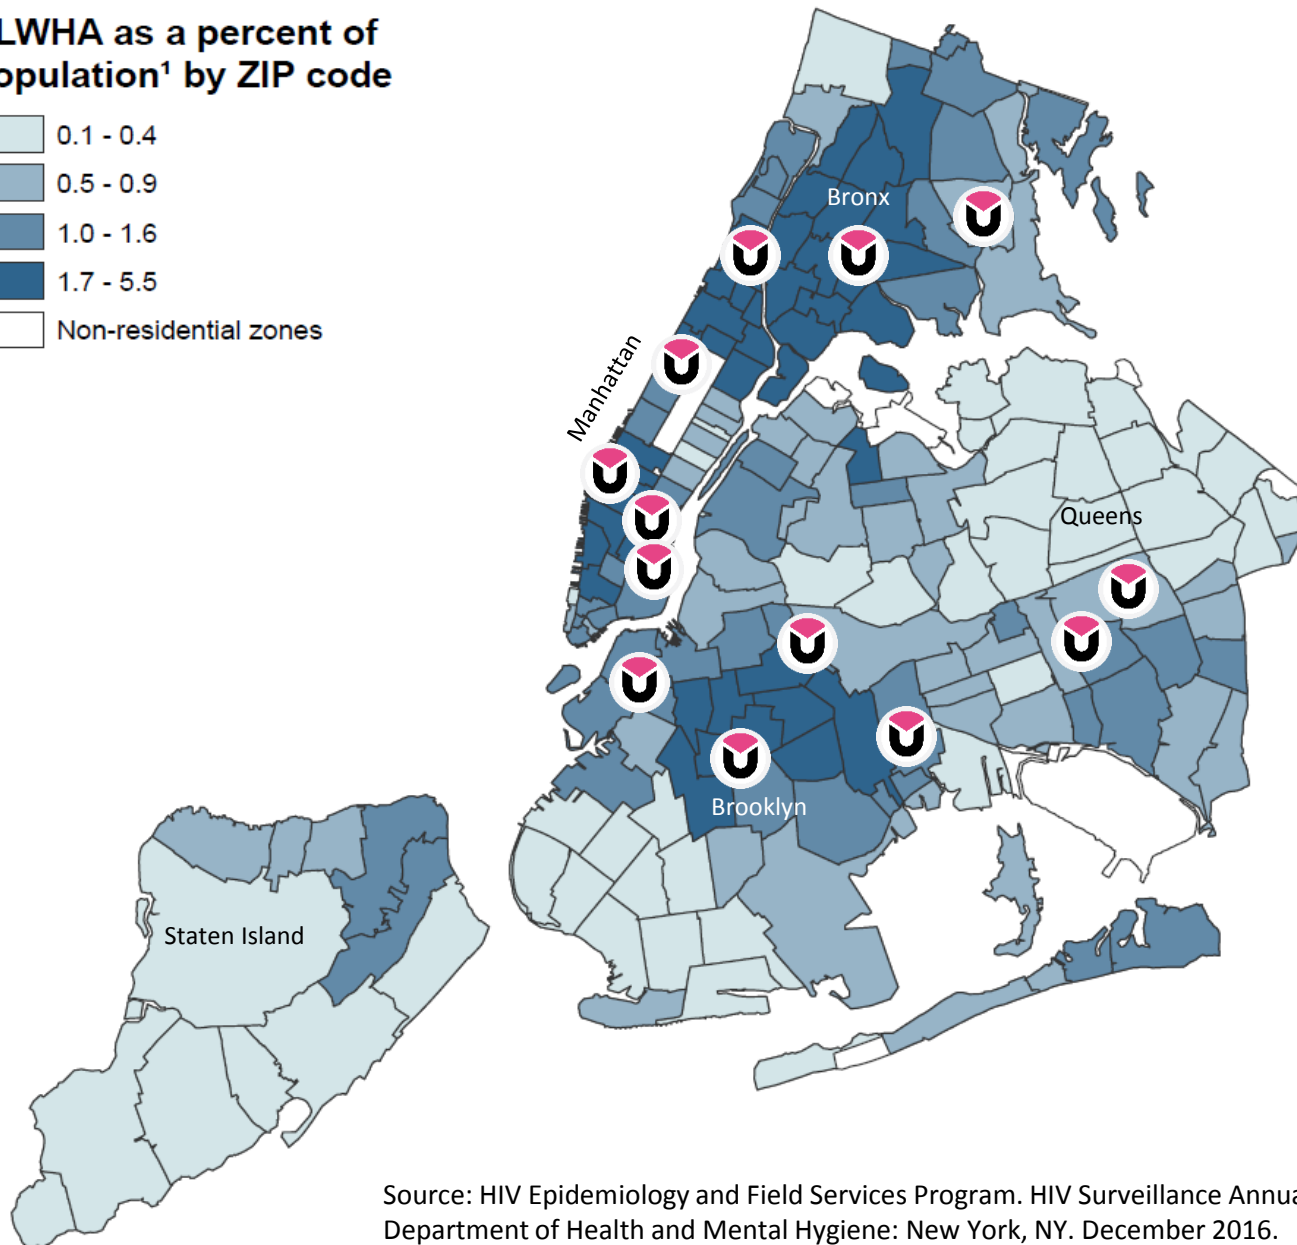 LWHA as a percent of
opulation¹ by ZIP code
0.1 - 0.4
0.5 - 0.9
1.0 - 1.6
1.7 - 5.5
Non-residential zones
Bronx
Manhattan
Queens
Brooklyn
Staten Island
Source: HIV Epidemiology and Field Services Program. HIV Surveillance Annua
Department of Health and Mental Hygiene: New York, NY. December 2016.